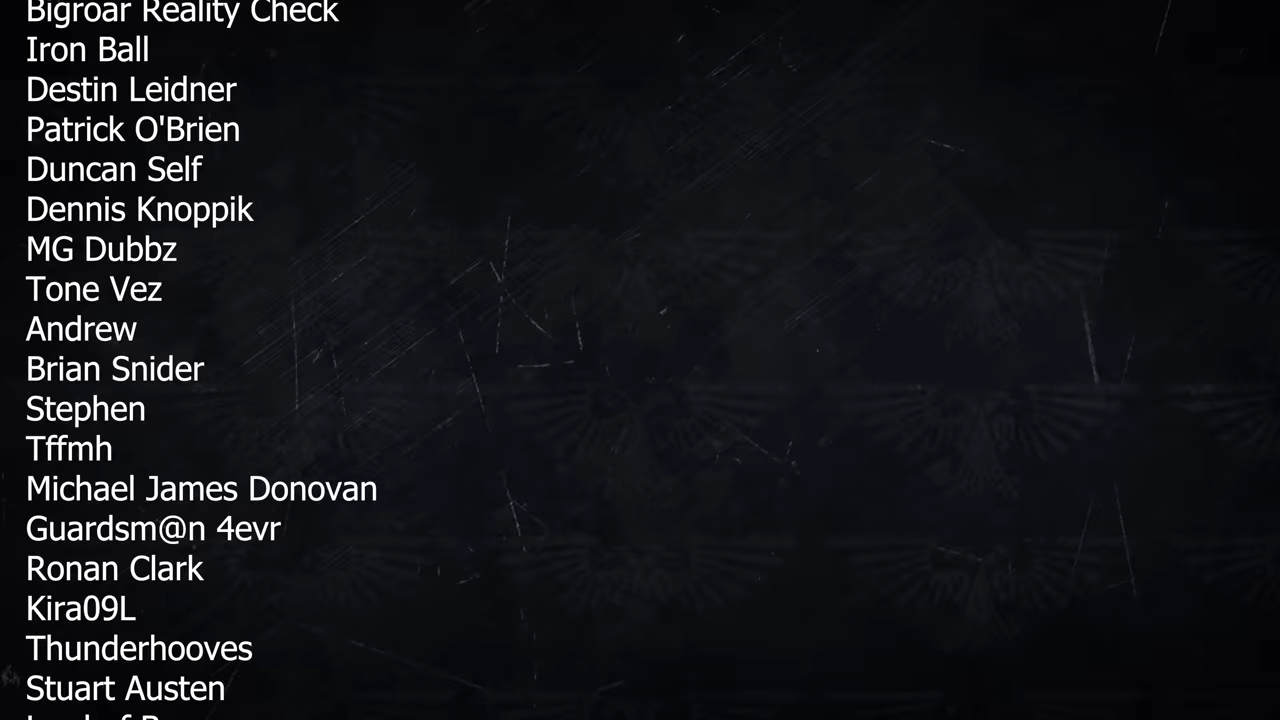 Bigroar Reality Check
Iron Ball
Destin Leidner
Patrick O'Brien
Duncan Self
Dennis Knoppik
MG Dubbz
Tone Vez
Andrew
Brian Snider
Stephen
Tffmh
Michael James Donovan
Guardsm@n 4evr
Ronan Clark
Kira09L
Thunderhooves
Stuart Austen